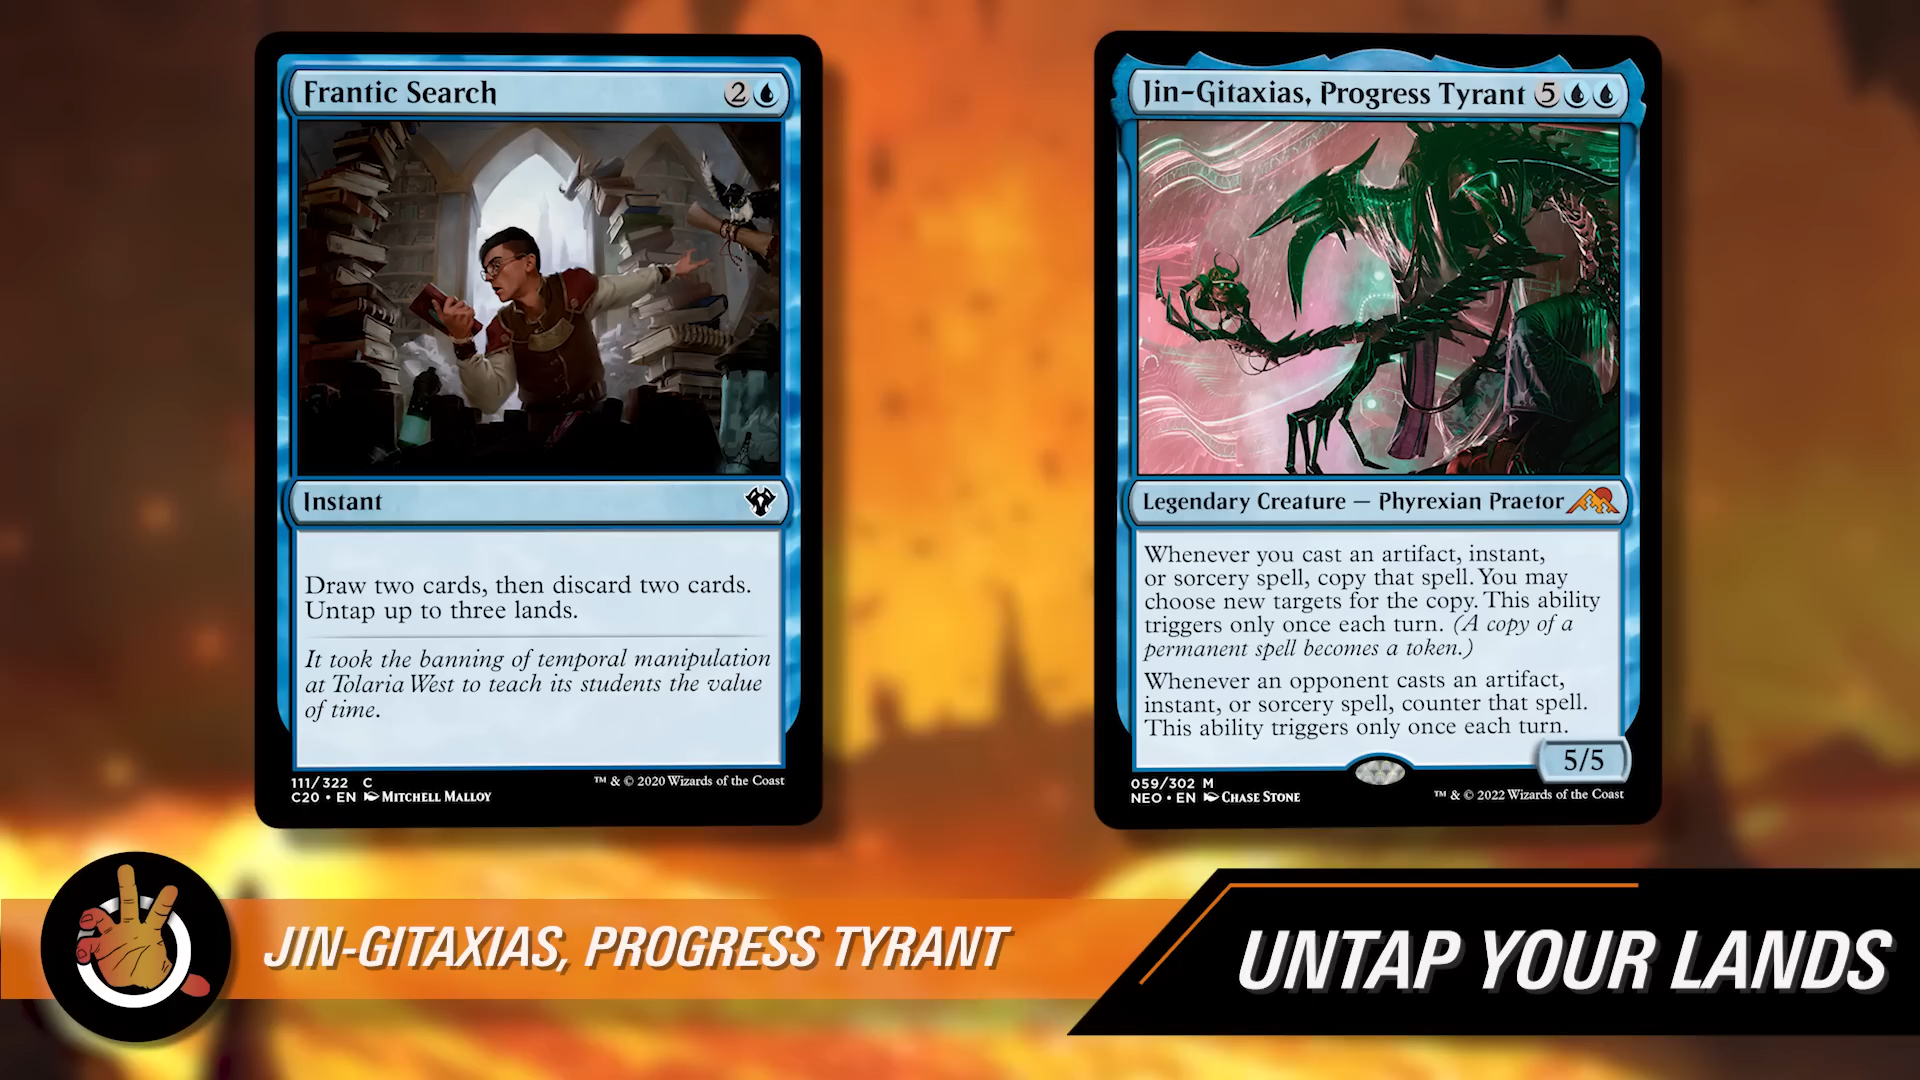 Frantic Search 2
Instant
Draw two cards, then discard two cards.
Untap up to three lands.
It took the banning of temporal manipulation
at Tolaria West to teach its students the value
of time.
111/322 C
C20 • EN Mitchell Malloy
™ & © 2020 Wizards of the Coast
Jin-Gitaxias, Progress Tyrant 5
Legendary Creature — Phyrexian Praetor
Whenever you cast an artifact, instant,
or sorcery spell, copy that spell. You may
choose new targets for the copy. This ability
triggers only once each turn. (A copy of a
permanent spell becomes a token.)
Whenever an opponent casts an artifact,
instant, or sorcery spell, counter that spell.
This ability triggers only once each turn.
5/5
059/302 M
NEO • EN Chase Stone
™ & © 2022 Wizards of the Coast
JIN-GITAXIAS, PROGRESS TYRANT
UNTAP YOUR LANDS